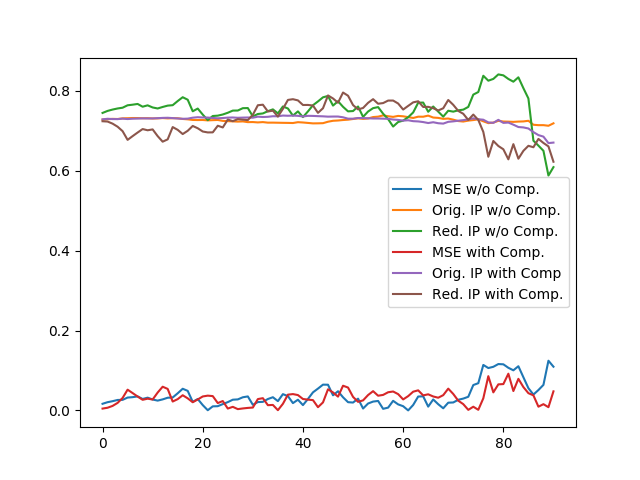 0.8
0.6
0.4
0.2
0.0
0
20
40
60
80
MSE w/o Comp.
Orig. IP w/o Comp.
Red. IP w/o Comp.
MSE with Comp.
Orig. IP with Comp
Red. IP with Comp.